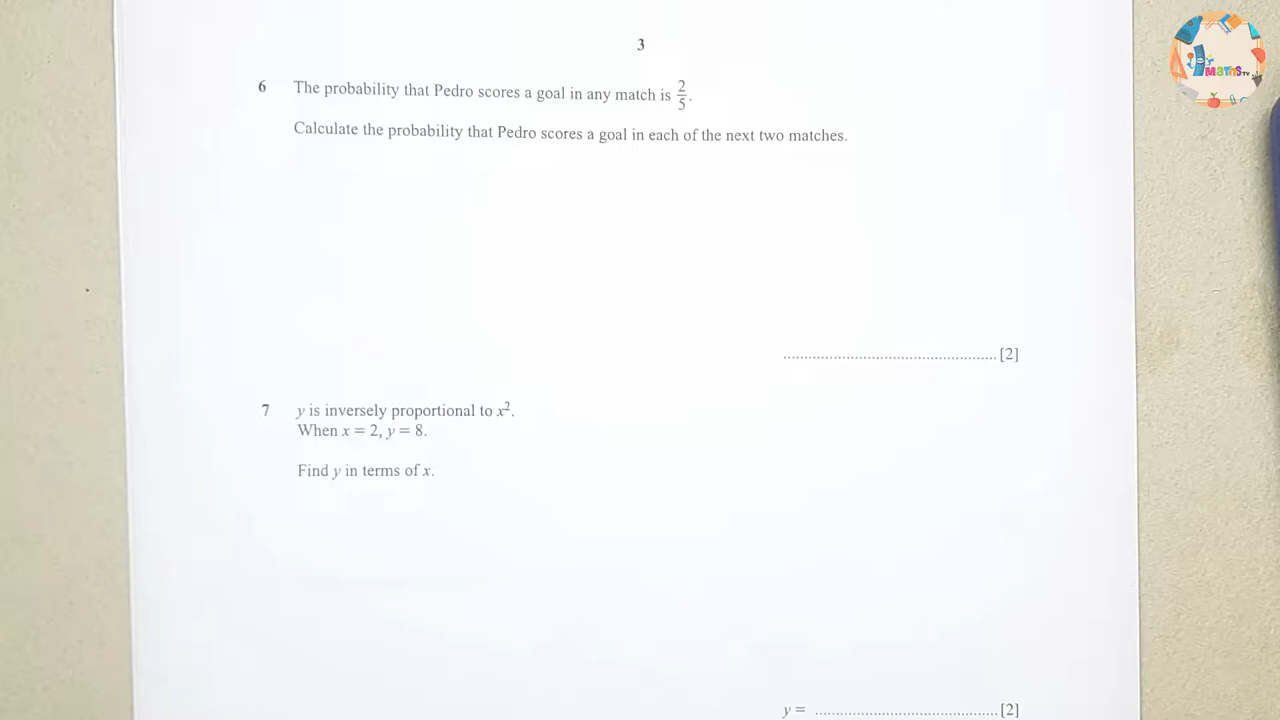 3
6 The probability that Pedro scores a goal in any match is 2/5.
Calculate the probability that Pedro scores a goal in each of the next two matches.
................................................... [2]
7 y is inversely proportional to x².
When x = 2, y = 8.
Find y in terms of x.
y = ............................................ [2]
MATHS TV